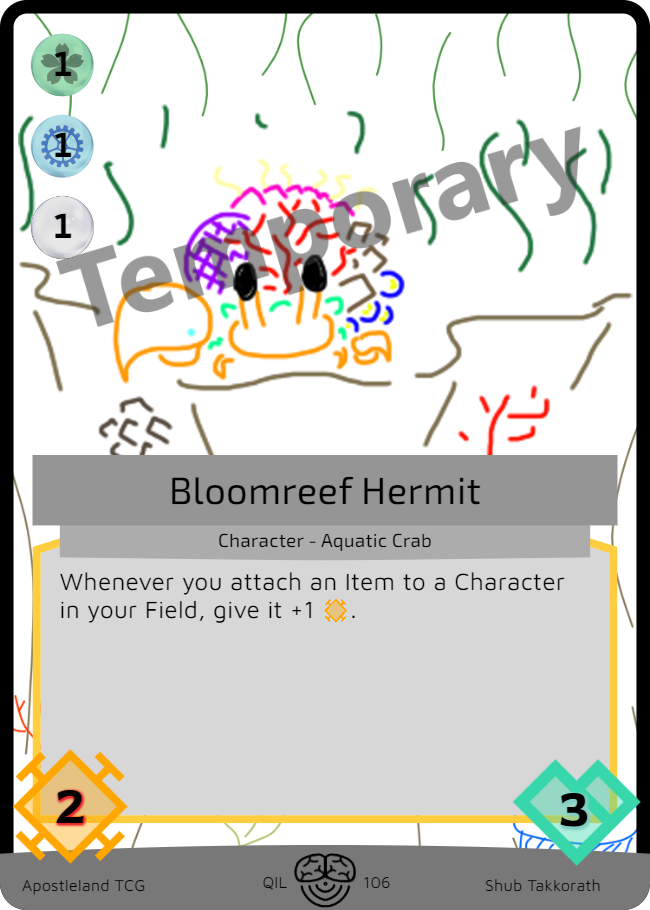 1
1
1
Temporary
Bloomreef Hermit
Character - Aquatic Crab
Whenever you attach an Item to a Character
in your Field, give it +1 .
2
3
Apostleland TCG
QIL 106
Shub Takkorath